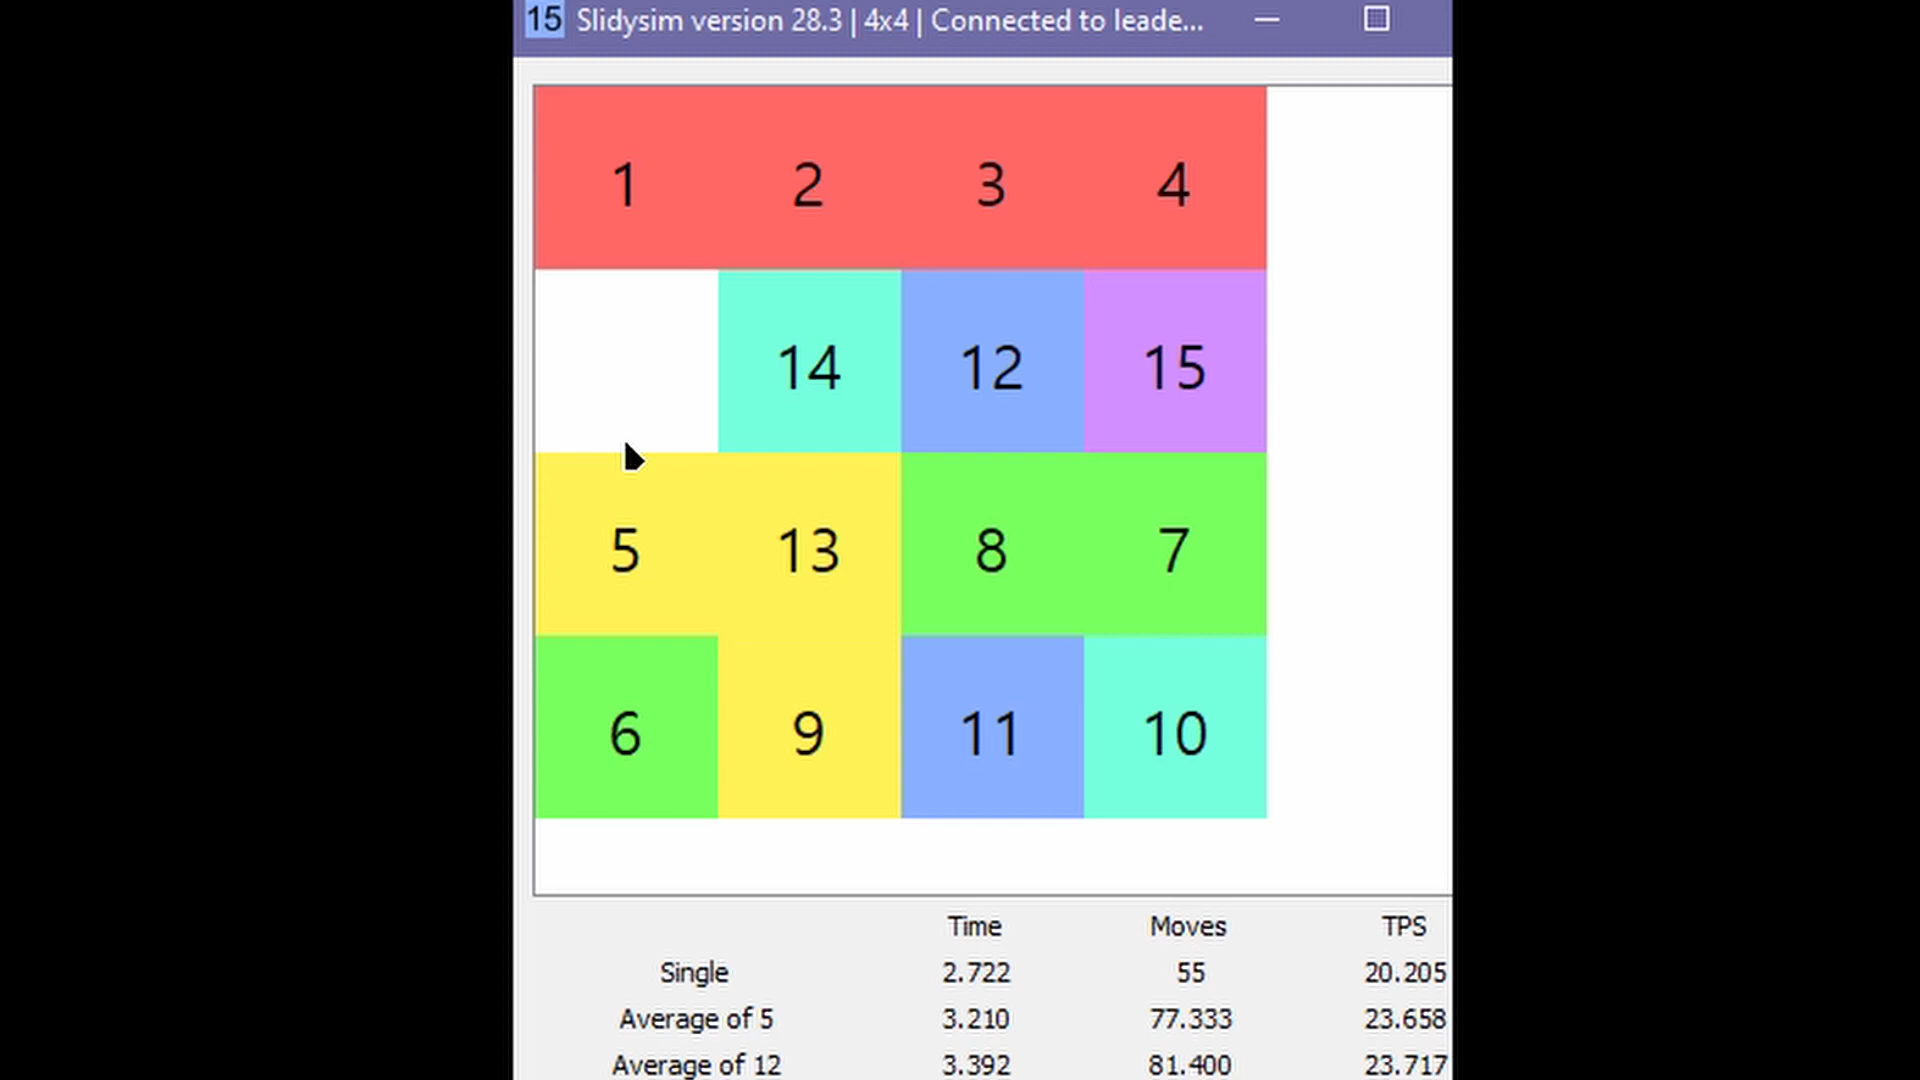 15 Slidysim version 28.3 | 4x4 | Connected to leade...
1 2 3 4
14 12 15
5 13 8 7
6 9 11 10
Time Moves TPS
Single 2.722 55 20.205
Average of 5 3.210 77.333 23.658
Average of 12 3.392 81.400 23.717